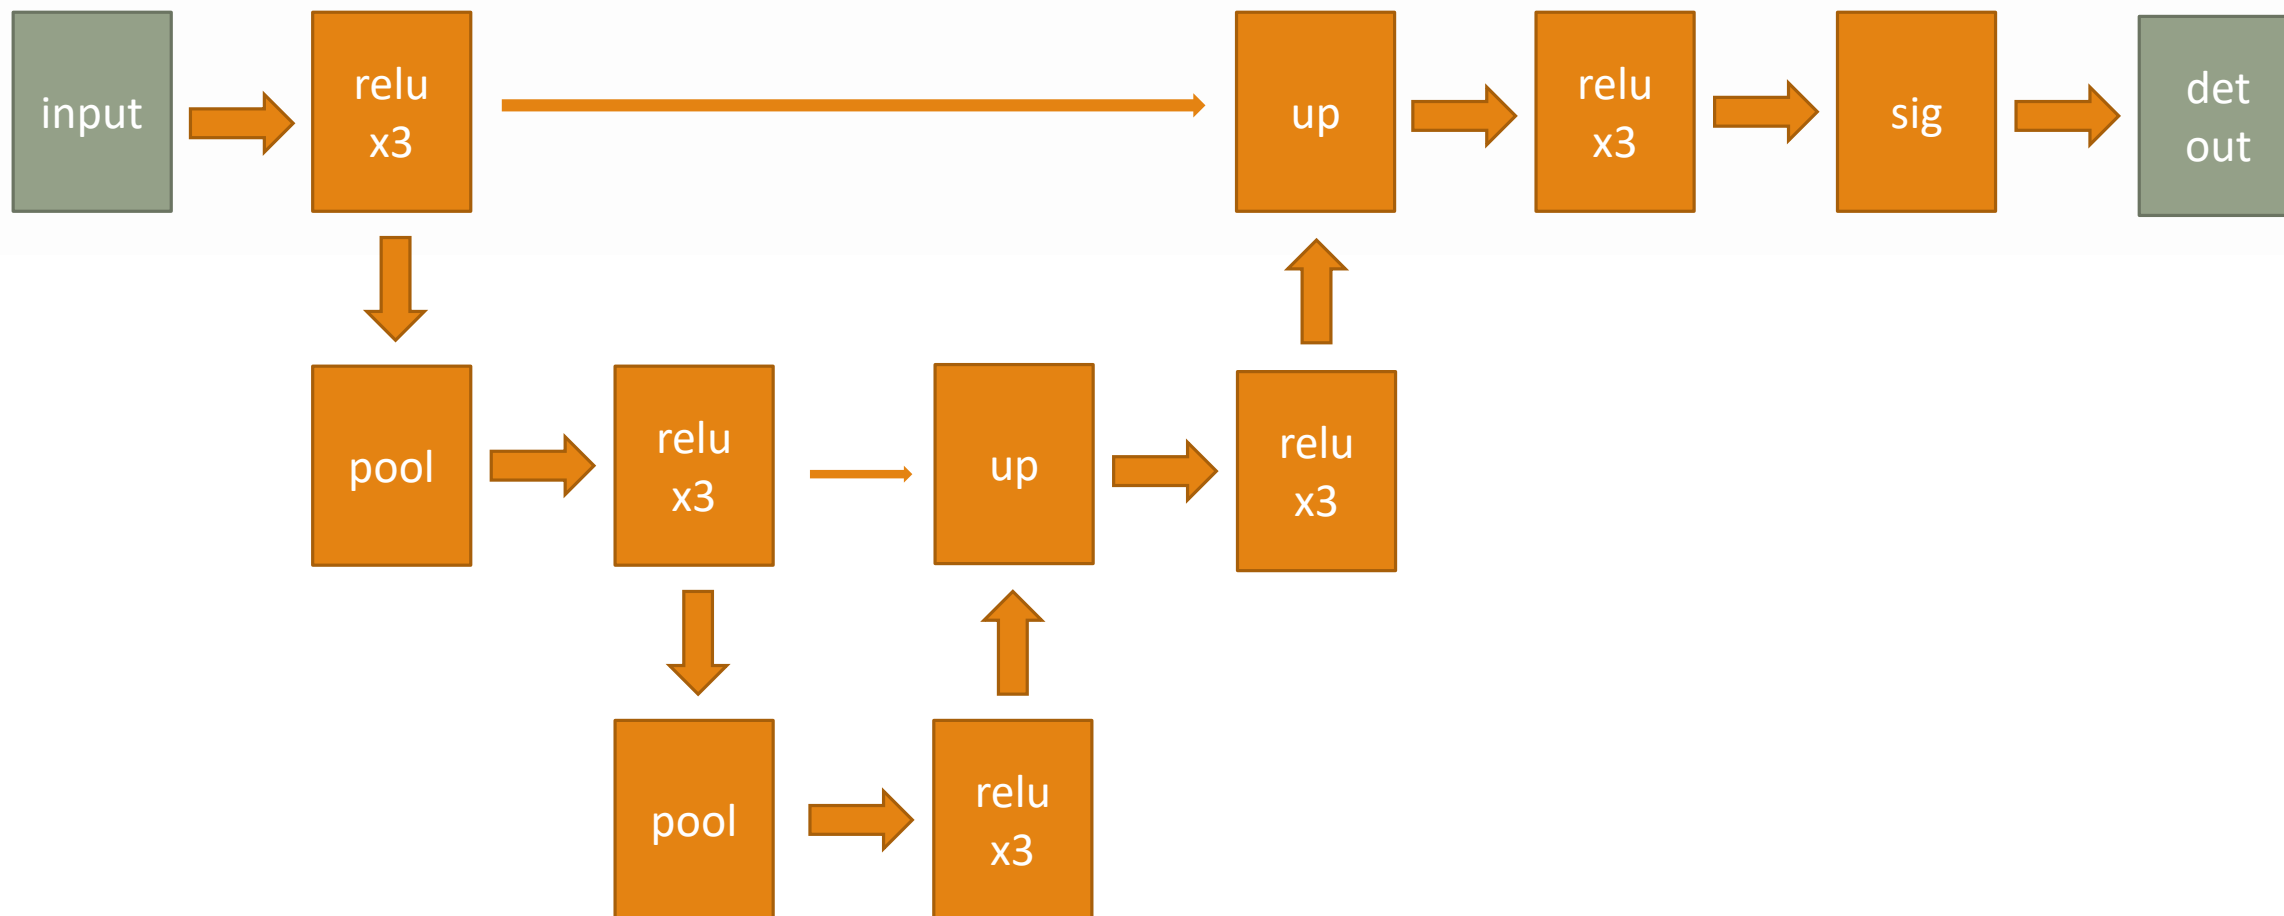 input
relu
x3
up
relu
x3
sig
det
out
pool
relu
x3
up
relu
x3
pool
relu
x3